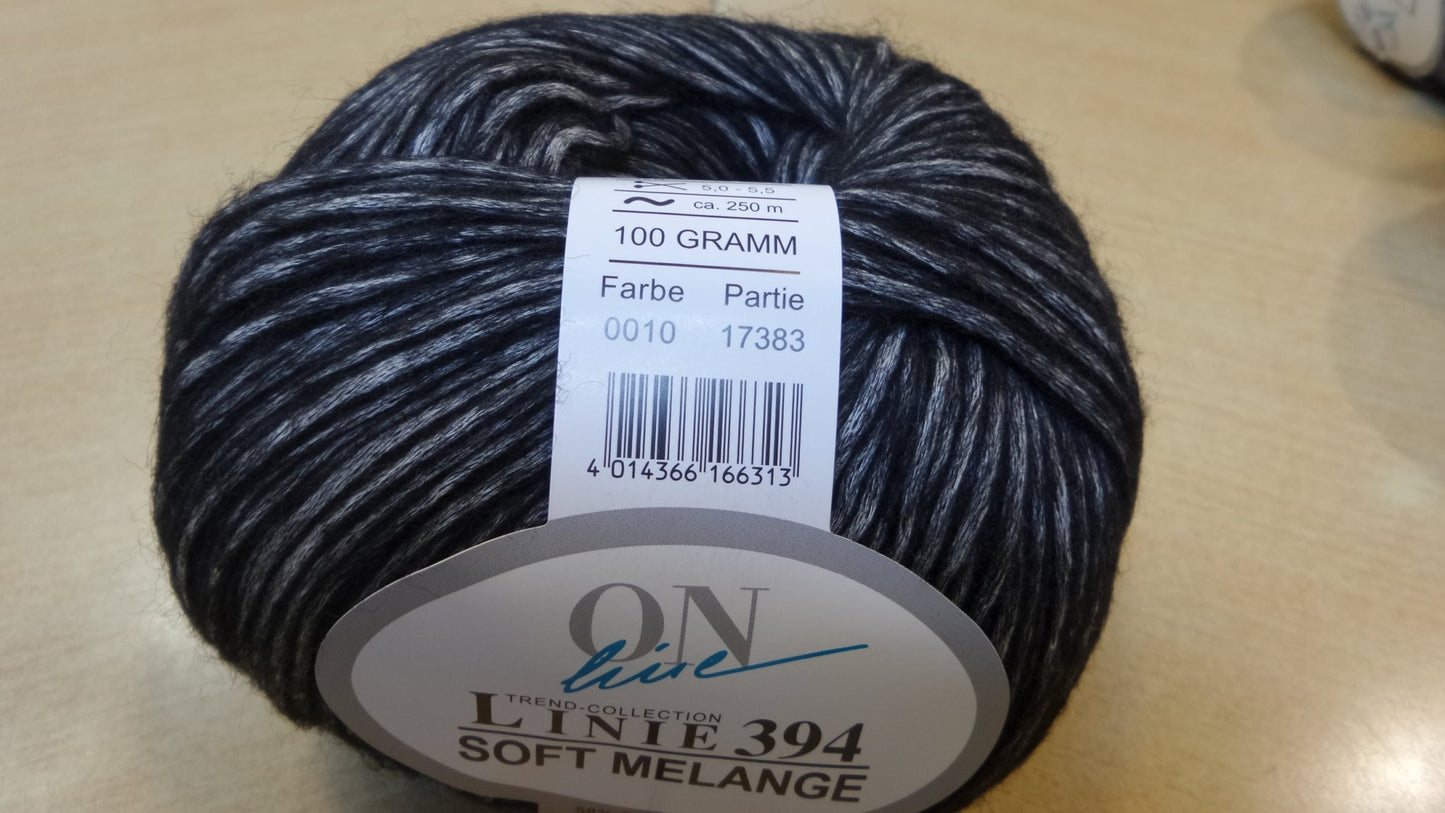 5,0 - 5,5
ca. 250 m
100 GRAMM
Farbe Partie
0010 17383
4 014366 166313
ON
line
TREND-COLLECTION
LINIE 394
SOFT MELANGE